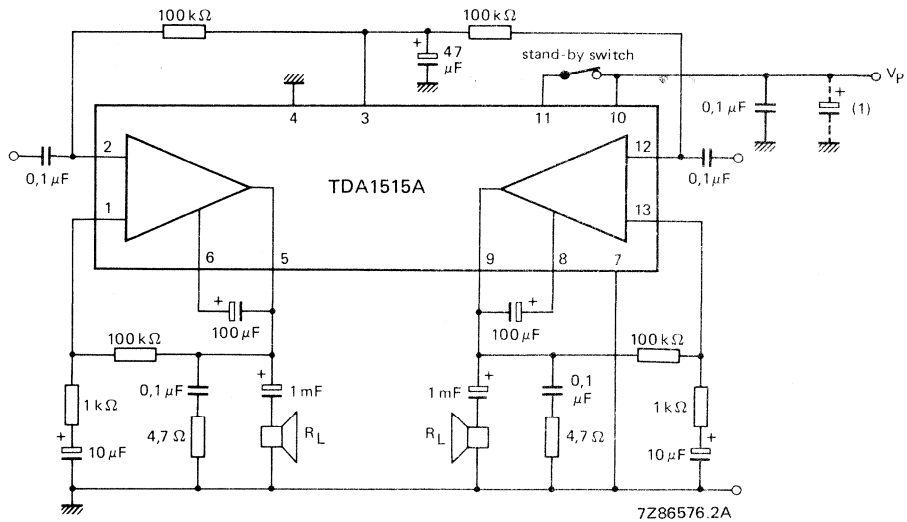 100 kΩ
100 kΩ
+
47
μF
stand-by switch
Vp
4
3
11
10
0,1 μF
+
(1)
2
0,1 μF
TDA1515A
12
0,1 μF
1
13
6
5
9
8
7
+
100 μF
+
100 μF
100 kΩ
100 kΩ
0,1 μF
+
1 mF
1 mF
+
0,1
μF
1 kΩ
1 kΩ
4,7 Ω
RL
RL
4,7 Ω
+
10 μF
+
10 μF
7Z86576.2A